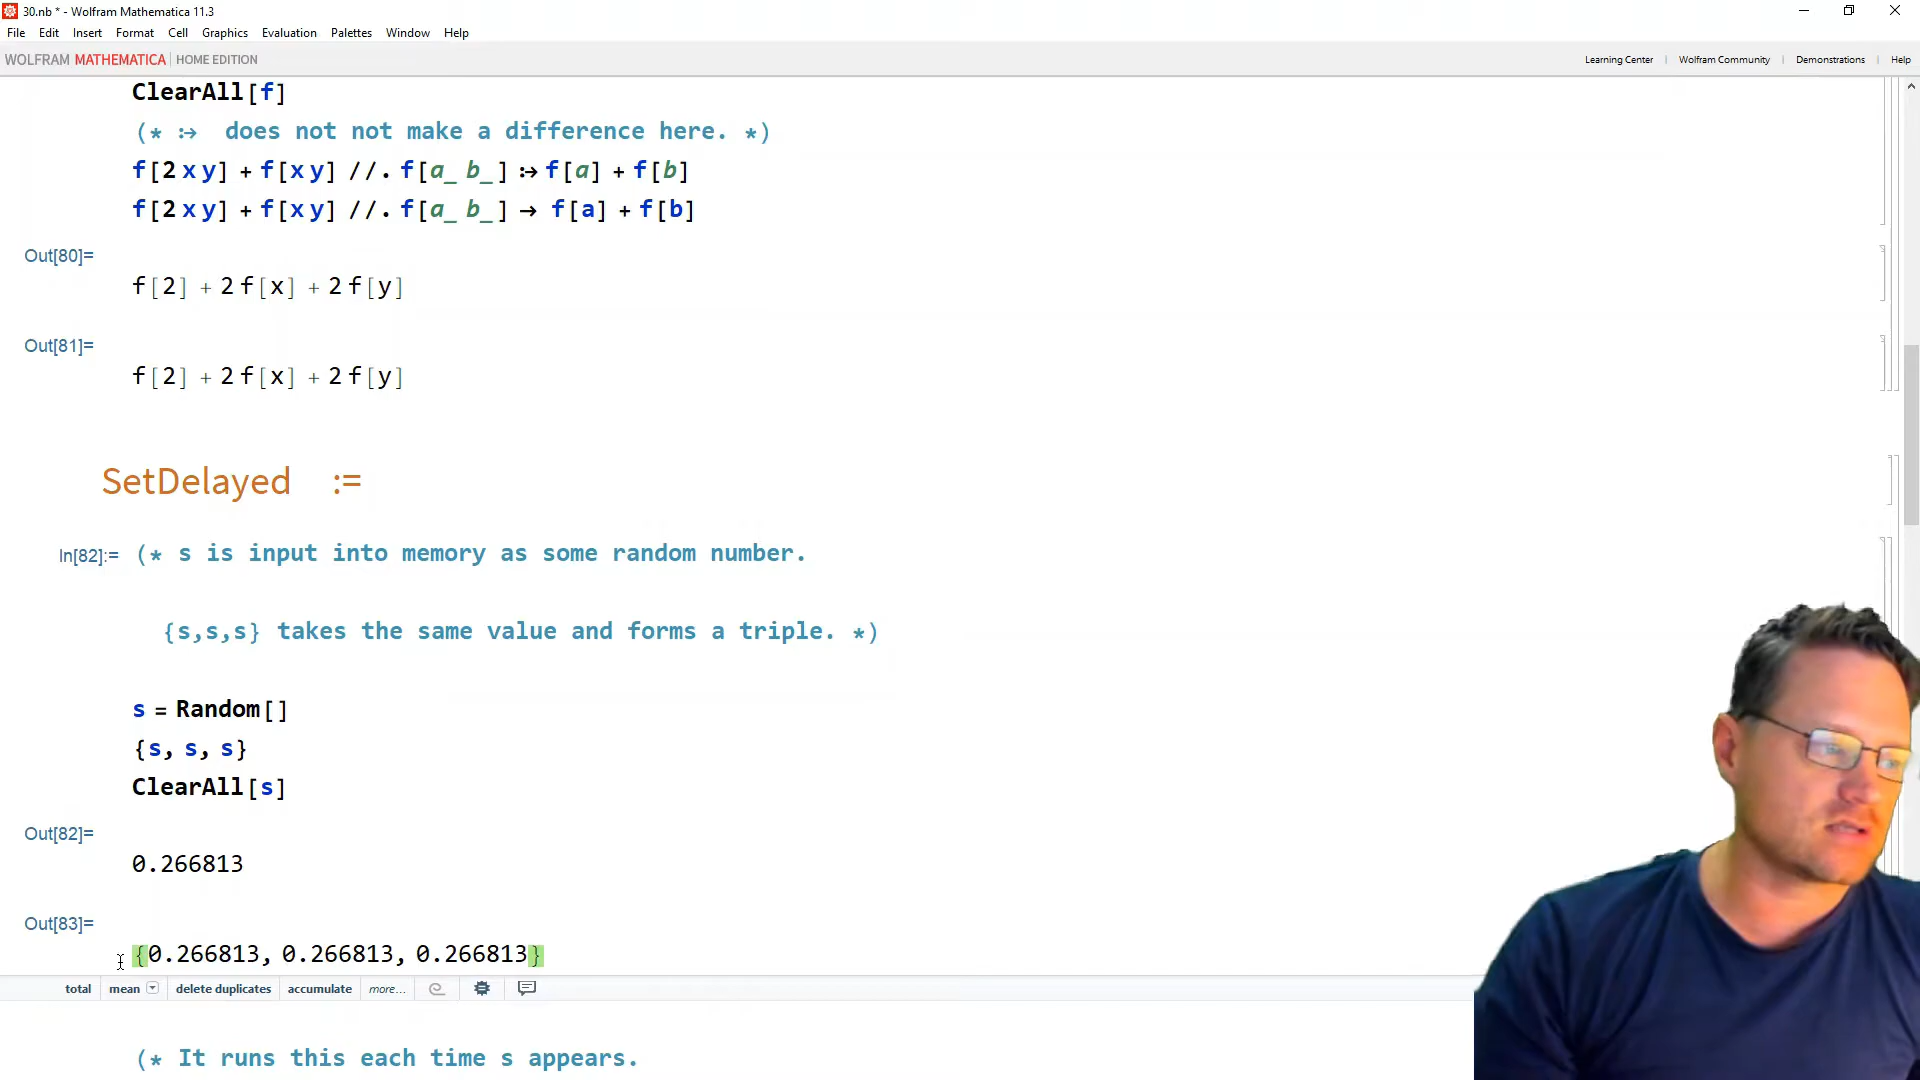 30.nb * - Wolfram Mathematica 11.3
File Edit Insert Format Cell Graphics Evaluation Palettes Window Help
WOLFRAM MATHEMATICA | HOME EDITION Learning Center | Wolfram Community | Demonstrations | Help
ClearAll[f]
(* :→ does not not make a difference here. *)
f[2 x y] + f[x y] //. f[a_ b_] :→ f[a] + f[b]
f[2 x y] + f[x y] //. f[a_ b_] → f[a] + f[b]
Out[80]=
f[2] + 2 f[x] + 2 f[y]
Out[81]=
f[2] + 2 f[x] + 2 f[y]
SetDelayed :=
In[82]:= (* s is input into memory as some random number.
{s,s,s} takes the same value and forms a triple. *)
s = Random[]
{s, s, s}
ClearAll[s]
Out[82]=
0.266813
Out[83]=
{0.266813, 0.266813, 0.266813}
total mean delete duplicates accumulate more...
(* It runs this each time s appears.